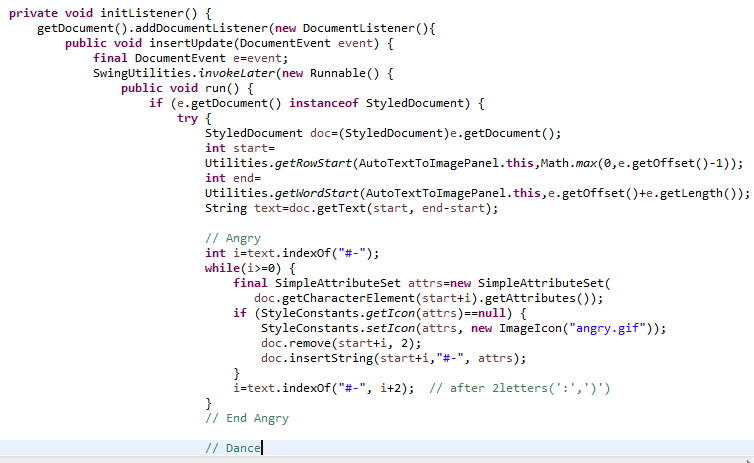 private void initListener() {
getDocument().addDocumentListener(new DocumentListener(){
public void insertUpdate(DocumentEvent event) {
final DocumentEvent e=event;
SwingUtilities.invokeLater(new Runnable() {
public void run() {
if (e.getDocument() instanceof StyledDocument) {
try {
StyledDocument doc=(StyledDocument)e.getDocument();
int start=
Utilities.getRowStart(AutoTextToImagePanel.this,Math.max(0,e.getOffset()-1));
int end=
Utilities.getWordStart(AutoTextToImagePanel.this,e.getOffset()+e.getLength());
String text=doc.getText(start, end-start);
// Angry
int i=text.indexOf("#-");
while(i>=0) {
final SimpleAttributeSet attrs=new SimpleAttributeSet(
doc.getCharacterElement(start+i).getAttributes());
if (StyleConstants.getIcon(attrs)==null) {
StyleConstants.setIcon(attrs, new ImageIcon("angry.gif"));
doc.remove(start+i, 2);
doc.insertString(start+i,"#-", attrs);
}
i=text.indexOf("#-", i+2);  // after 2letters(':',')')
}
// End Angry
// Dance